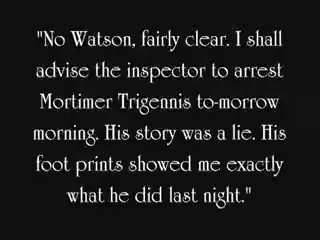 "No Watson, fairly clear. I shall
advise the inspector to arrest
Mortimer Trigennis to-morrow
morning. His story was a lie. His
foot prints showed me exactly
what he did last night."